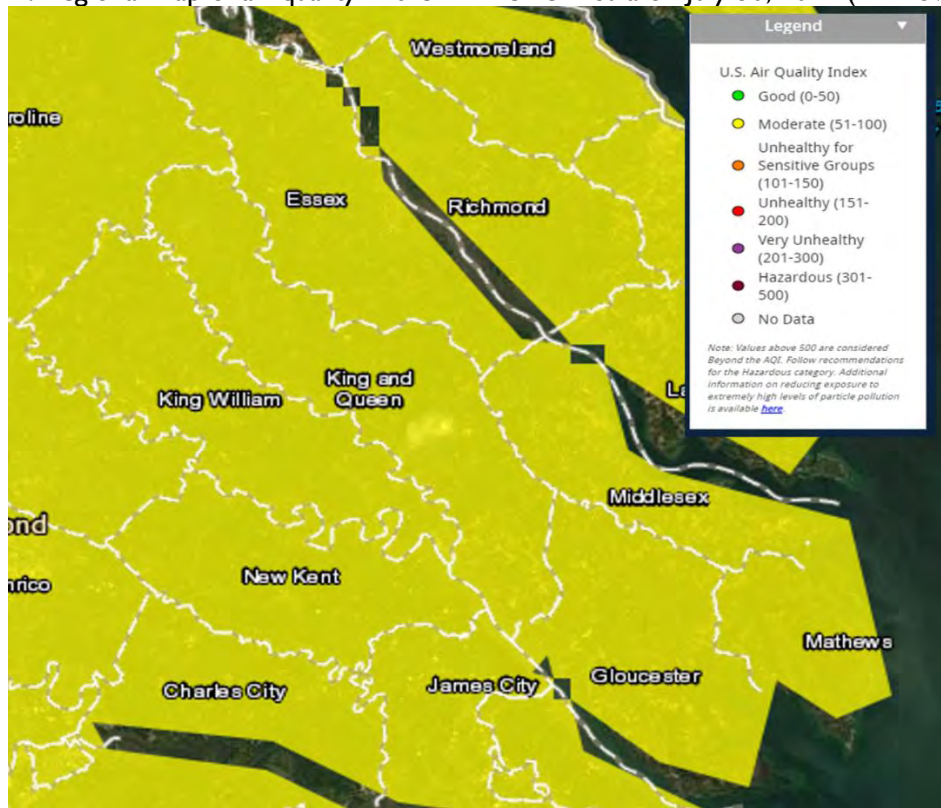 Legend
U.S. Air Quality Index
Good (0-50)
Moderate (51-100)
Unhealthy for
Sensitive Groups
(101-150)
Unhealthy (151-
200)
Very Unhealthy
(201-300)
Hazardous (301-
500)
No Data
Note: Values above 500 are considered
Beyond the AQI. Follow recommendations
for the Hazardous category. Additional
information on reducing exposure to
extremely high levels of particle pollution
is available here.
Westmoreland
roline
Essex
Richmond
King William
King and
Queen
La
Middlesex
ond
nrico
New Kent
Mathews
Charles City
James City
Gloucester